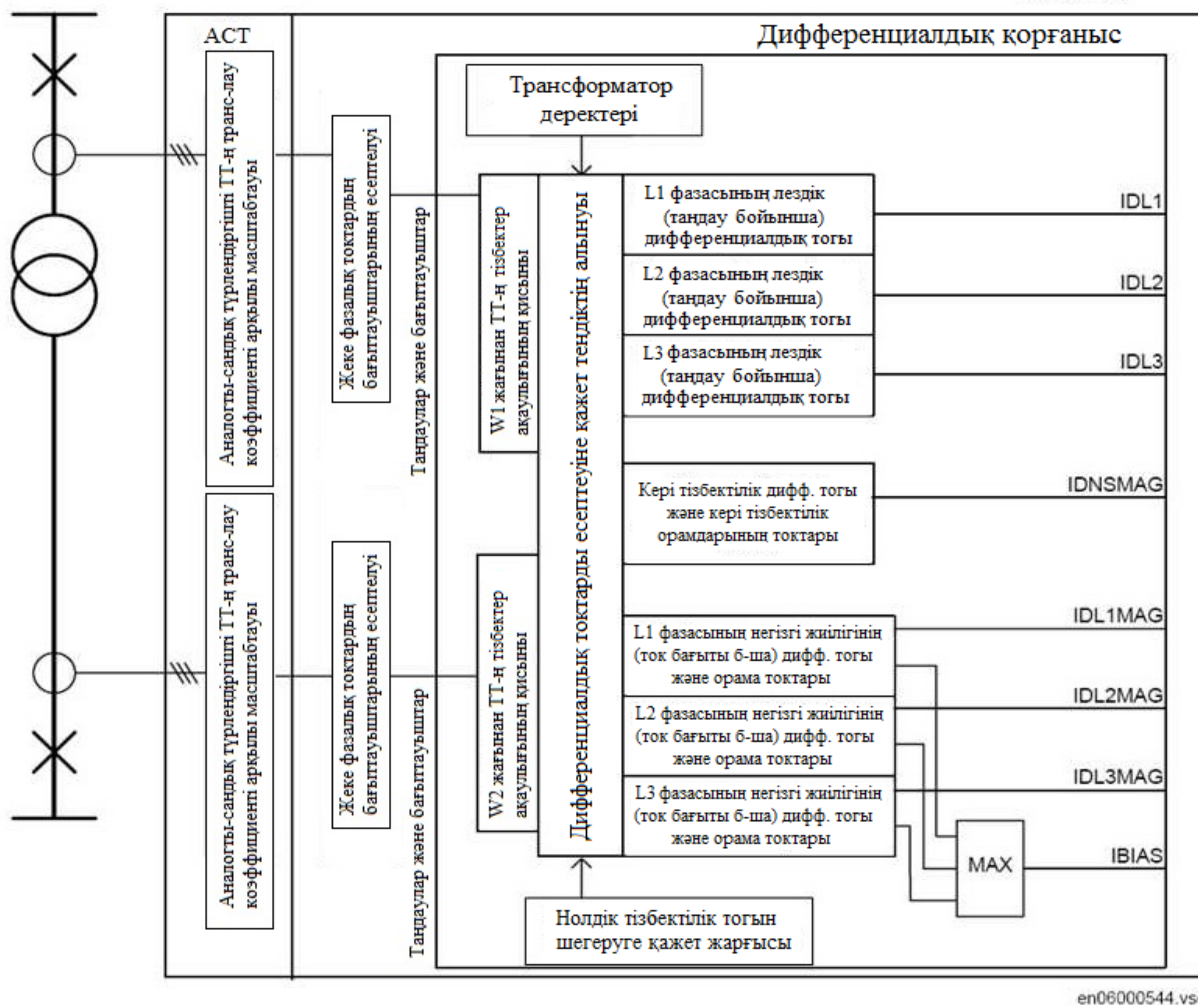 АСТ
Дифференциалдық қорғаныс
Аналогты-сандық түрлендіргішті ТТ-ң транс-лау
коэффициенті арқылы масштабтауы
Жеке фазалық токтардың
бағыттауыштарының есептелуі
Таңдаулар және бағыттауыштар
Трансформатор
деректері
W1 жағынан ТТ-ң тізбектер
ақаулығының қисыны
Дифференциалдық токтарды есептеуіне қажет теңдіктің алынуы
L1 фазасының лездік
(таңдау бойынша)
дифференциалдық тогы
IDL1
L2 фазасының лездік
(таңдау бойынша)
дифференциалдық тогы
IDL2
L3 фазасының лездік
(таңдау бойынша)
дифференциалдық тогы
IDL3
Кері тізбектілік дифф. тогы
және кері тізбектілік
орамдарының токтары
IDNSMAG
Аналогты-сандық түрлендіргішті ТТ-ң транс-лау
коэффициенті арқылы масштабтауы
Жеке фазалық токтардың
бағыттауыштарының есептелуі
Таңдаулар және бағыттауыштар
W2 жағынан ТТ-ң тізбектер
ақаулығының қисыны
L1 фазасының негізгі жиілігінің
(ток бағыты б-ша) дифф. тогы
және орама токтары
IDL1MAG
L2 фазасының негізгі жиілігінің
(ток бағыты б-ша) дифф. тогы
және орама токтары
IDL2MAG
L3 фазасының негізгі жиілігінің
(ток бағыты б-ша) дифф. тогы
және орама токтары
IDL3MAG
MAX
IBIAS
Нолдік тізбектілік тогын
шегеруге қажет жарғысы
en06000544.vs